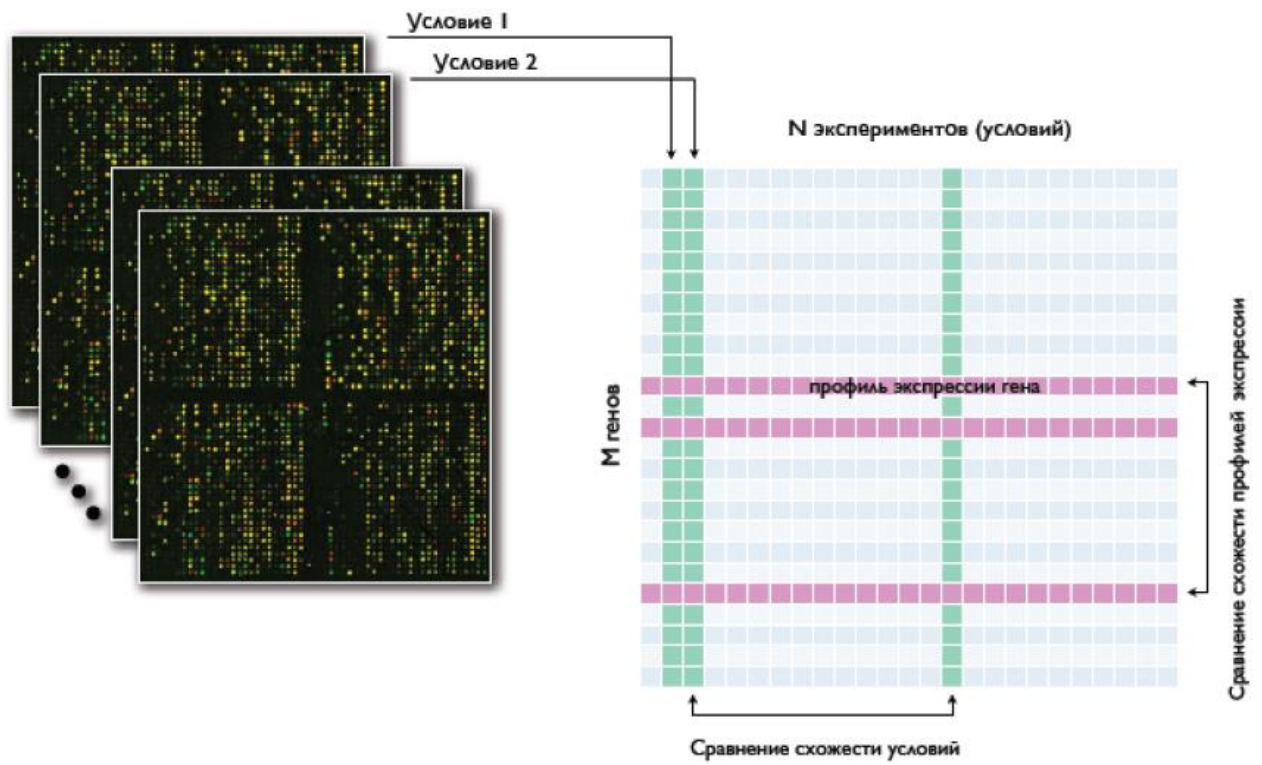 Условие 1
Условие 2
N экспериментов (условий)
М генов
профиль экспрессии гена
Сравнение схожести профилей экспрессии
Сравнение схожести условий